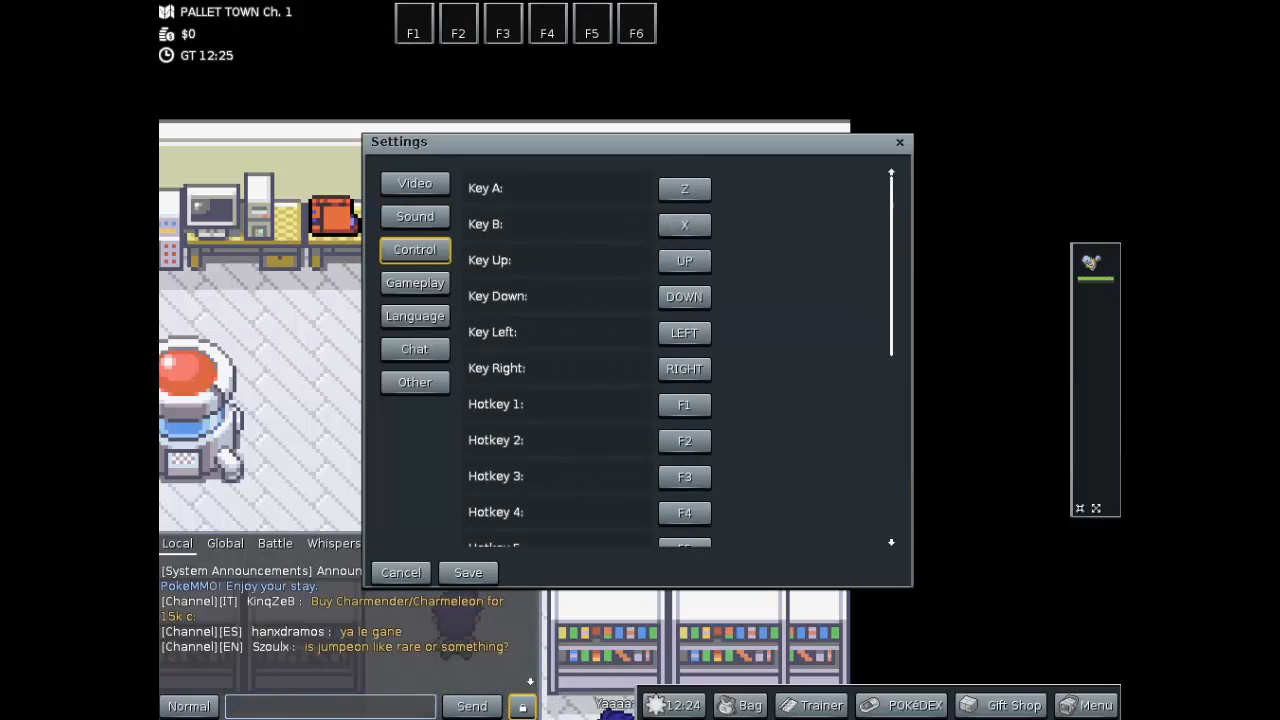 PALLET TOWN Ch. 1
$0
GT 12:25
F1 F2 F3 F4 F5 F6
Settings
Video
Sound
Control
Gameplay
Language
Chat
Other
Key A: Z
Key B: X
Key Up: UP
Key Down: DOWN
Key Left: LEFT
Key Right: RIGHT
Hotkey 1: F1
Hotkey 2: F2
Hotkey 3: F3
Hotkey 4: F4
Cancel Save
Local Global Battle Whispers
[System Announcements] Announ
PokeMMO! Enjoy your stay.
[Channel][IT] KinqZeB : Buy Charmender/Charmeleon for
15k c:
[Channel][ES] hanxdramos : ya le gane
[Channel][EN] Szoulx : is jumpeon like rare or something?
Normal Send
12:24 Bag Trainer POKéDEX Gift Shop Menu